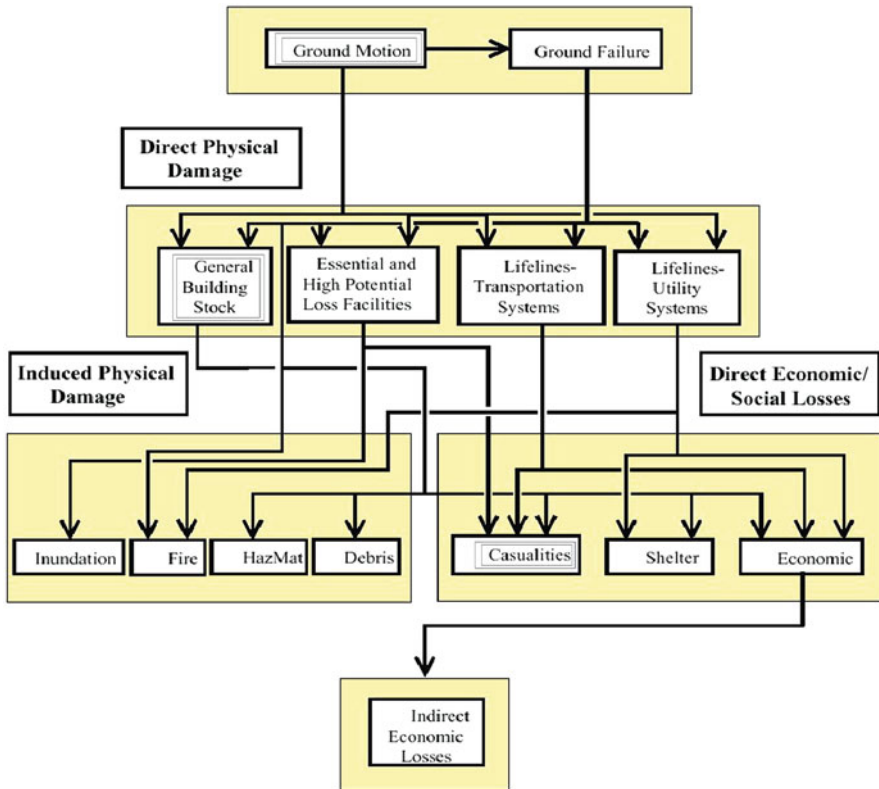 Ground Motion
Ground Failure
Direct Physical
Damage
General
Building
Stock
Essential and
High Potential
Loss Facilities
Lifelines-
Transportation
Systems
Lifelines-
Utility
Systems
Induced Physical
Damage
Direct Economic/
Social Losses
Inundation
Fire
HazMat
Debris
Casualities
Shelter
Economic
Indirect
Economic
Losses